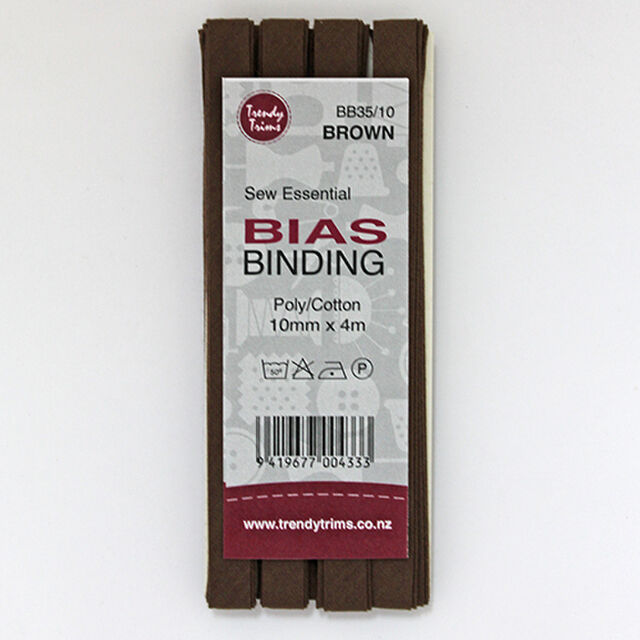 Trendy
Trims
BB35/10
BROWN
Sew Essential
BIAS
BINDING
Poly/Cotton
10mm x 4m
50°
P
9 419677 004333
www.trendytrims.co.nz